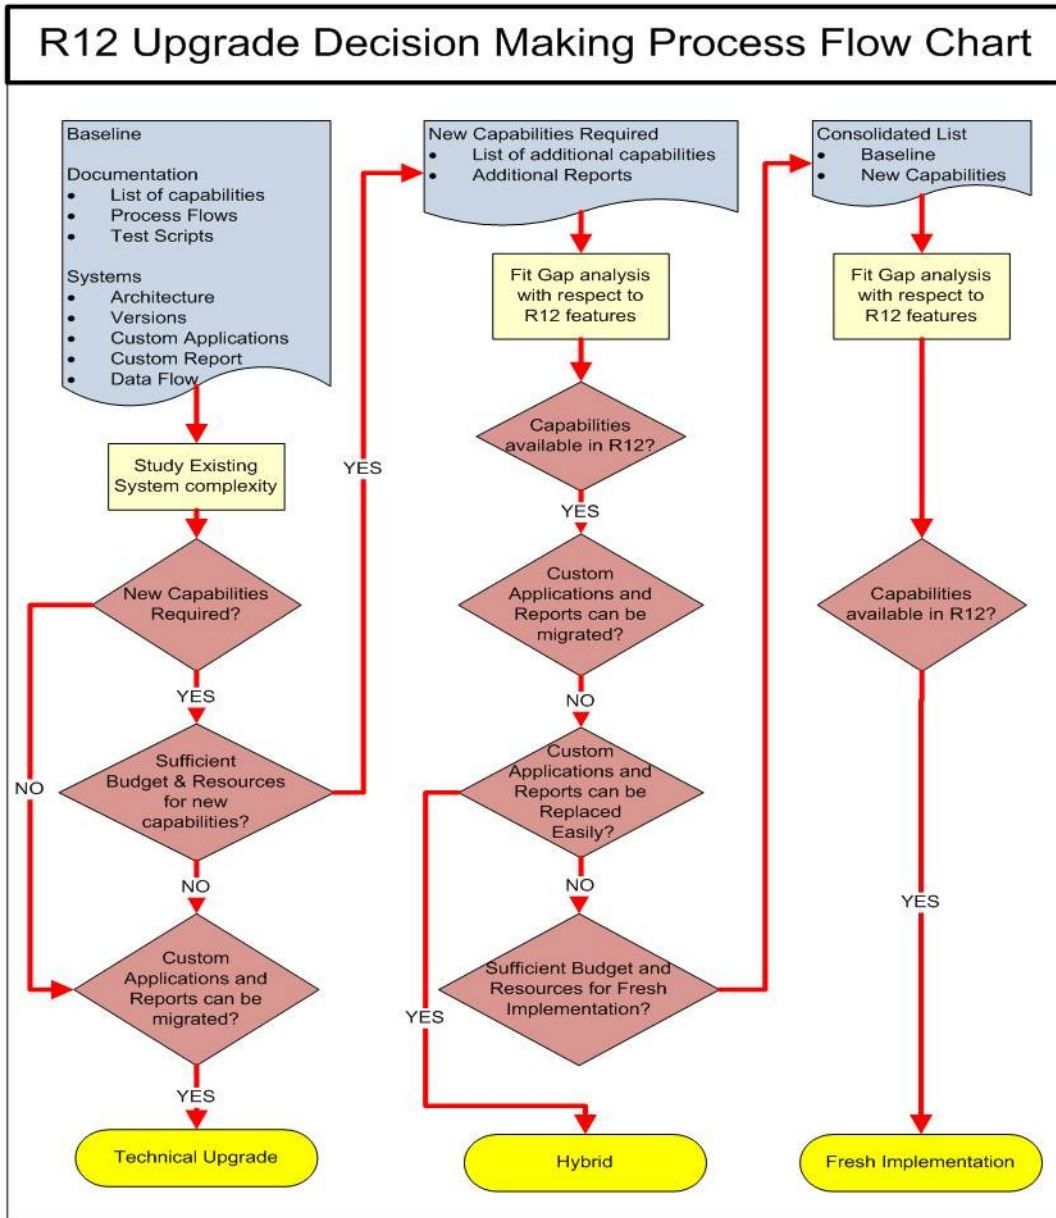 R12 Upgrade Decision Making Process Flow Chart
Baseline
Documentation
• List of capabilities
• Process Flows
• Test Scripts
Systems
• Architecture
• Versions
• Custom Applications
• Custom Report
• Data Flow
Study Existing
System complexity
New Capabilities
Required?
YES
NO
Sufficient
Budget & Resources
for new
capabilities?
YES
NO
Custom
Applications and
Reports can be
migrated?
YES
Technical Upgrade
New Capabilities Required
• List of additional capabilities
• Additional Reports
Fit Gap analysis
with respect to
R12 features
Capabilities
available in R12?
YES
Custom
Applications and
Reports can be
migrated?
NO
Custom
Applications and
Reports can be
Replaced
Easily?
NO
YES
Sufficient Budget and
Resources for Fresh
Implementation?
Hybrid
Consolidated List
• Baseline
• New Capabilities
Fit Gap analysis
with respect to
R12 features
Capabilities
available in R12?
YES
Fresh Implementation